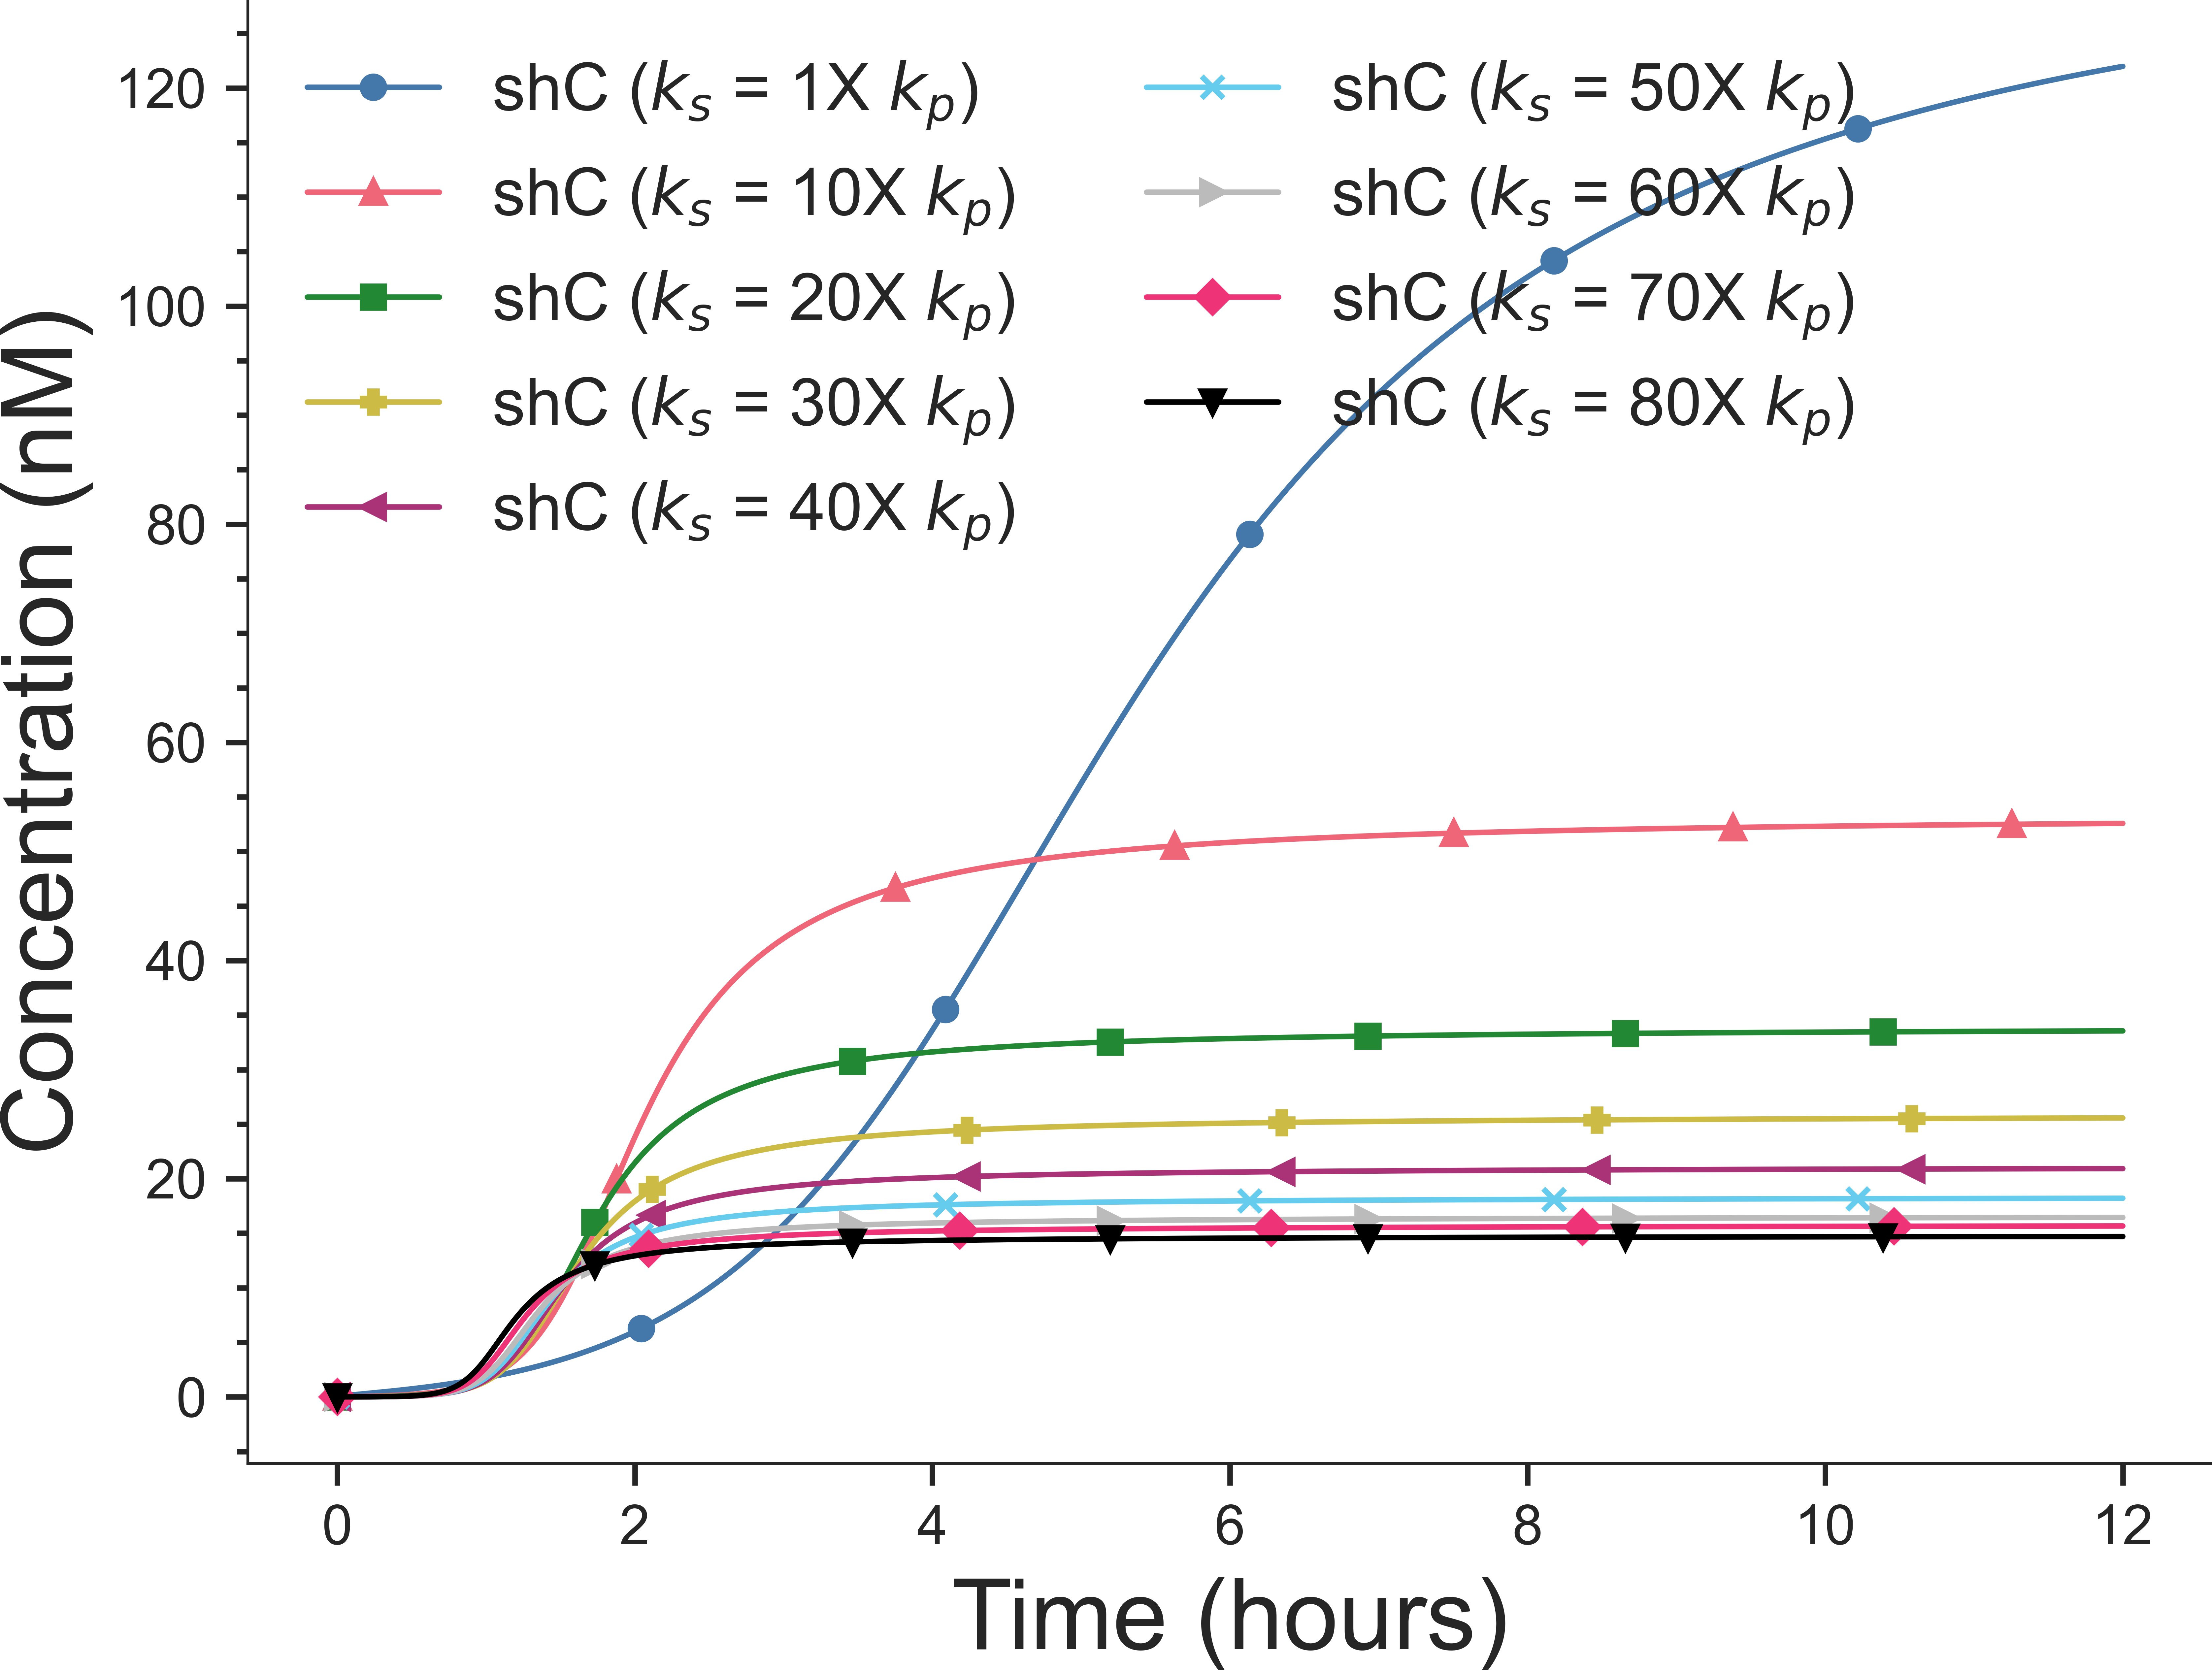 Concentration (nM)
120
100
80
60
40
20
0
shC (kₛ = 1X kₚ)
shC (kₛ = 10X kₚ)
shC (kₛ = 20X kₚ)
shC (kₛ = 30X kₚ)
shC (kₛ = 40X kₚ)
shC (kₛ = 50X kₚ)
shC (kₛ = 60X kₚ)
shC (kₛ = 70X kₚ)
shC (kₛ = 80X kₚ)
0 2 4 6 8 10 12
Time (hours)